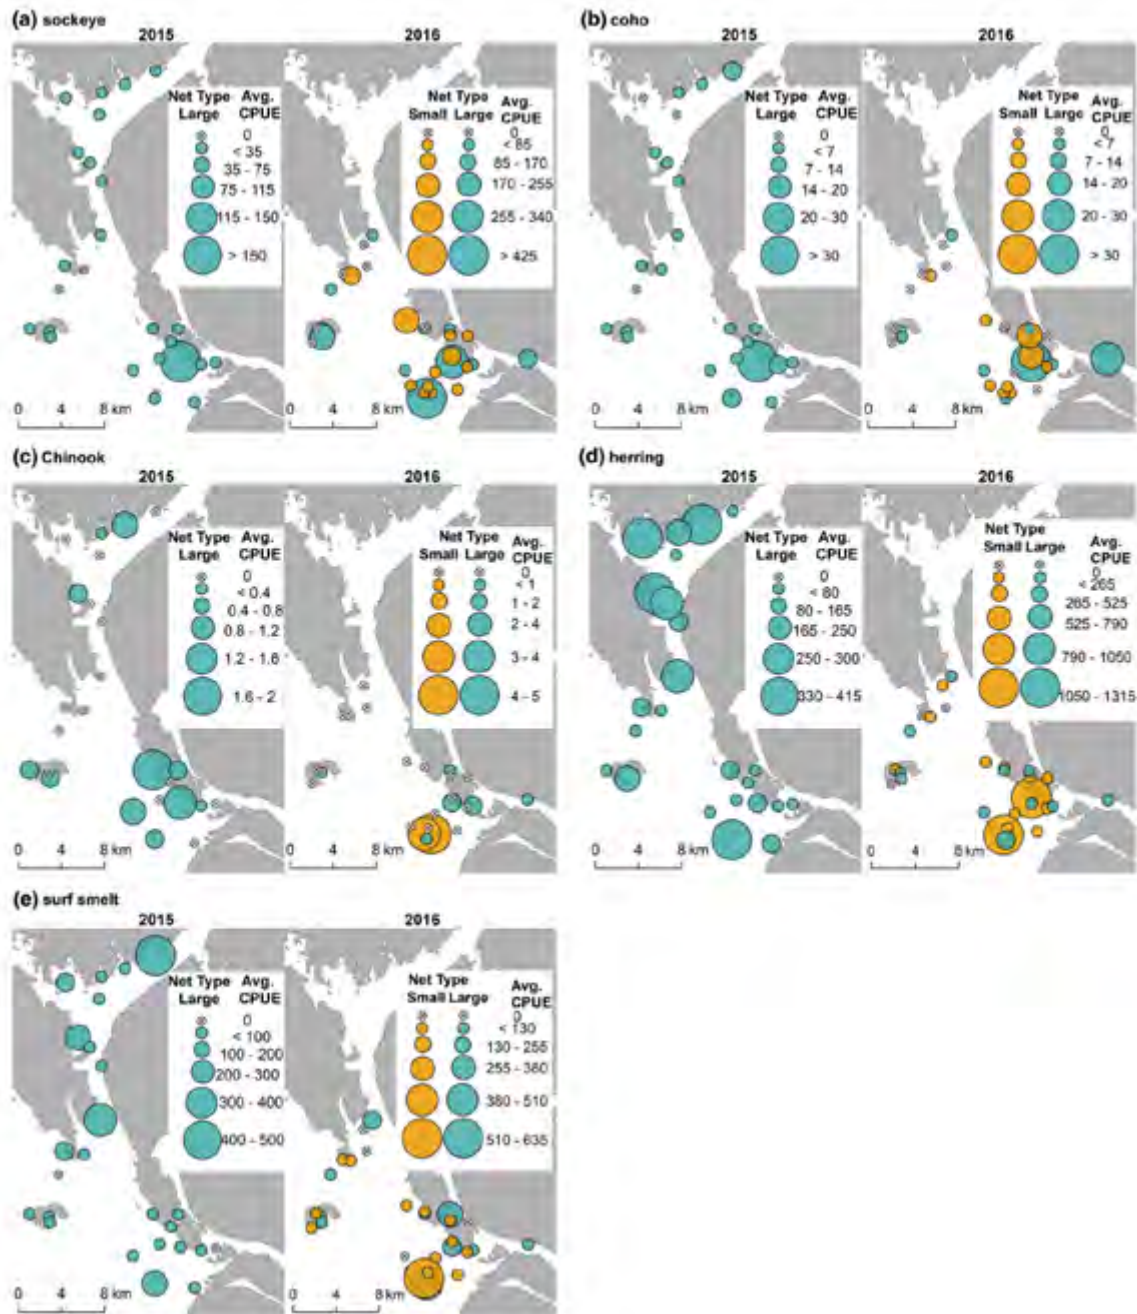 (a) sockeye
2015 2016
Net Type Avg.
Large CPUE
0
< 35
35 - 75
75 - 115
115 - 150
> 150
Net Type Avg.
Small Large CPUE
0
< 85
85 - 170
170 - 255
255 - 340
> 425
0 4 8 km
0 4 8 km
(b) coho
2015 2016
Net Type Avg.
Large CPUE
0
< 7
7 - 14
14 - 20
20 - 30
> 30
Net Type Avg.
Small Large CPUE
0
< 7
7 - 14
14 - 20
20 - 30
> 30
0 4 8 km
0 4 8 km
(c) Chinook
2015 2016
Net Type Avg.
Large CPUE
0
< 0.4
0.4 - 0.8
0.8 - 1.2
1.2 - 1.6
1.6 - 2
Net Type Avg.
Small Large CPUE
0
< 1
1 - 2
2 - 4
3 - 4
4 - 5
0 4 8 km
0 4 8 km
(d) herring
2015 2016
Net Type Avg.
Large CPUE
0
< 80
80 - 165
165 - 250
250 - 300
330 - 415
Net Type Avg.
Small Large CPUE
0
< 265
265 - 525
525 - 790
790 - 1050
1050 - 1315
0 4 8 km
0 4 8 km
(e) surf smelt
2015 2016
Net Type Avg.
Large CPUE
0
< 100
100 - 200
200 - 300
300 - 400
400 - 500
Net Type Avg.
Small Large CPUE
0
< 130
130 - 255
255 - 380
380 - 510
510 - 635
0 4 8 km
0 4 8 km